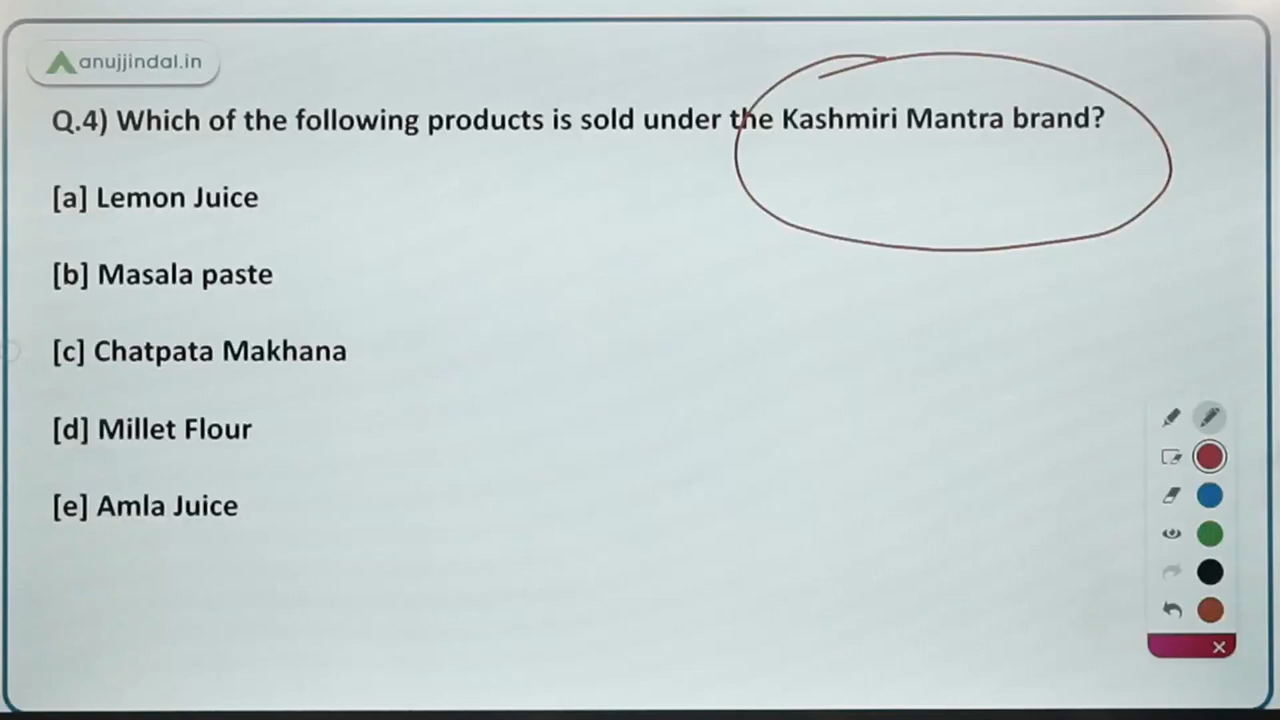 anujjindal.in
Q.4) Which of the following products is sold under the Kashmiri Mantra brand?
[a] Lemon Juice
[b] Masala paste
[c] Chatpata Makhana
[d] Millet Flour
[e] Amla Juice